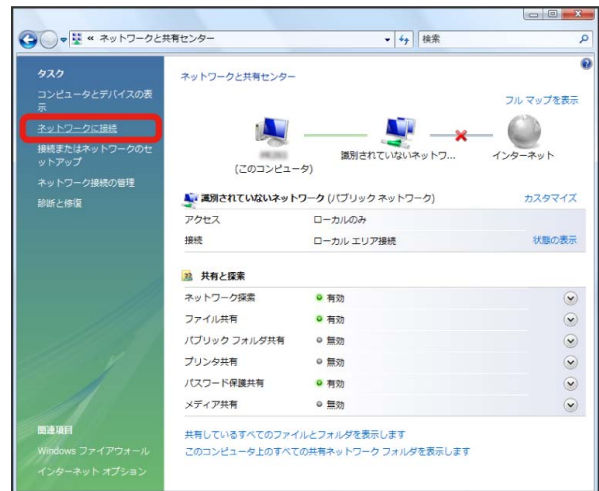 « ネットワークと共有センター
検索
タスク
コンピュータとデバイスの表
示
ネットワークに接続
接続またはネットワークのセ
ットアップ
ネットワーク接続の管理
診断と修復
関連項目
Windows ファイアウォール
インターネット オプション
ネットワークと共有センター
フル マップを表示
(このコンピュータ)
識別されていないネットワ...
インターネット
識別されていないネットワーク (パブリック ネットワーク) カスタマイズ
アクセス ローカルのみ
接続 ローカル エリア接続 状態の表示
共有と探索
ネットワーク探索 有効
ファイル共有 有効
パブリック フォルダ共有 無効
プリンタ共有 無効
パスワード保護共有 有効
メディア共有 無効
共有しているすべてのファイルとフォルダを表示します
このコンピュータ上のすべての共有ネットワーク フォルダを表示します